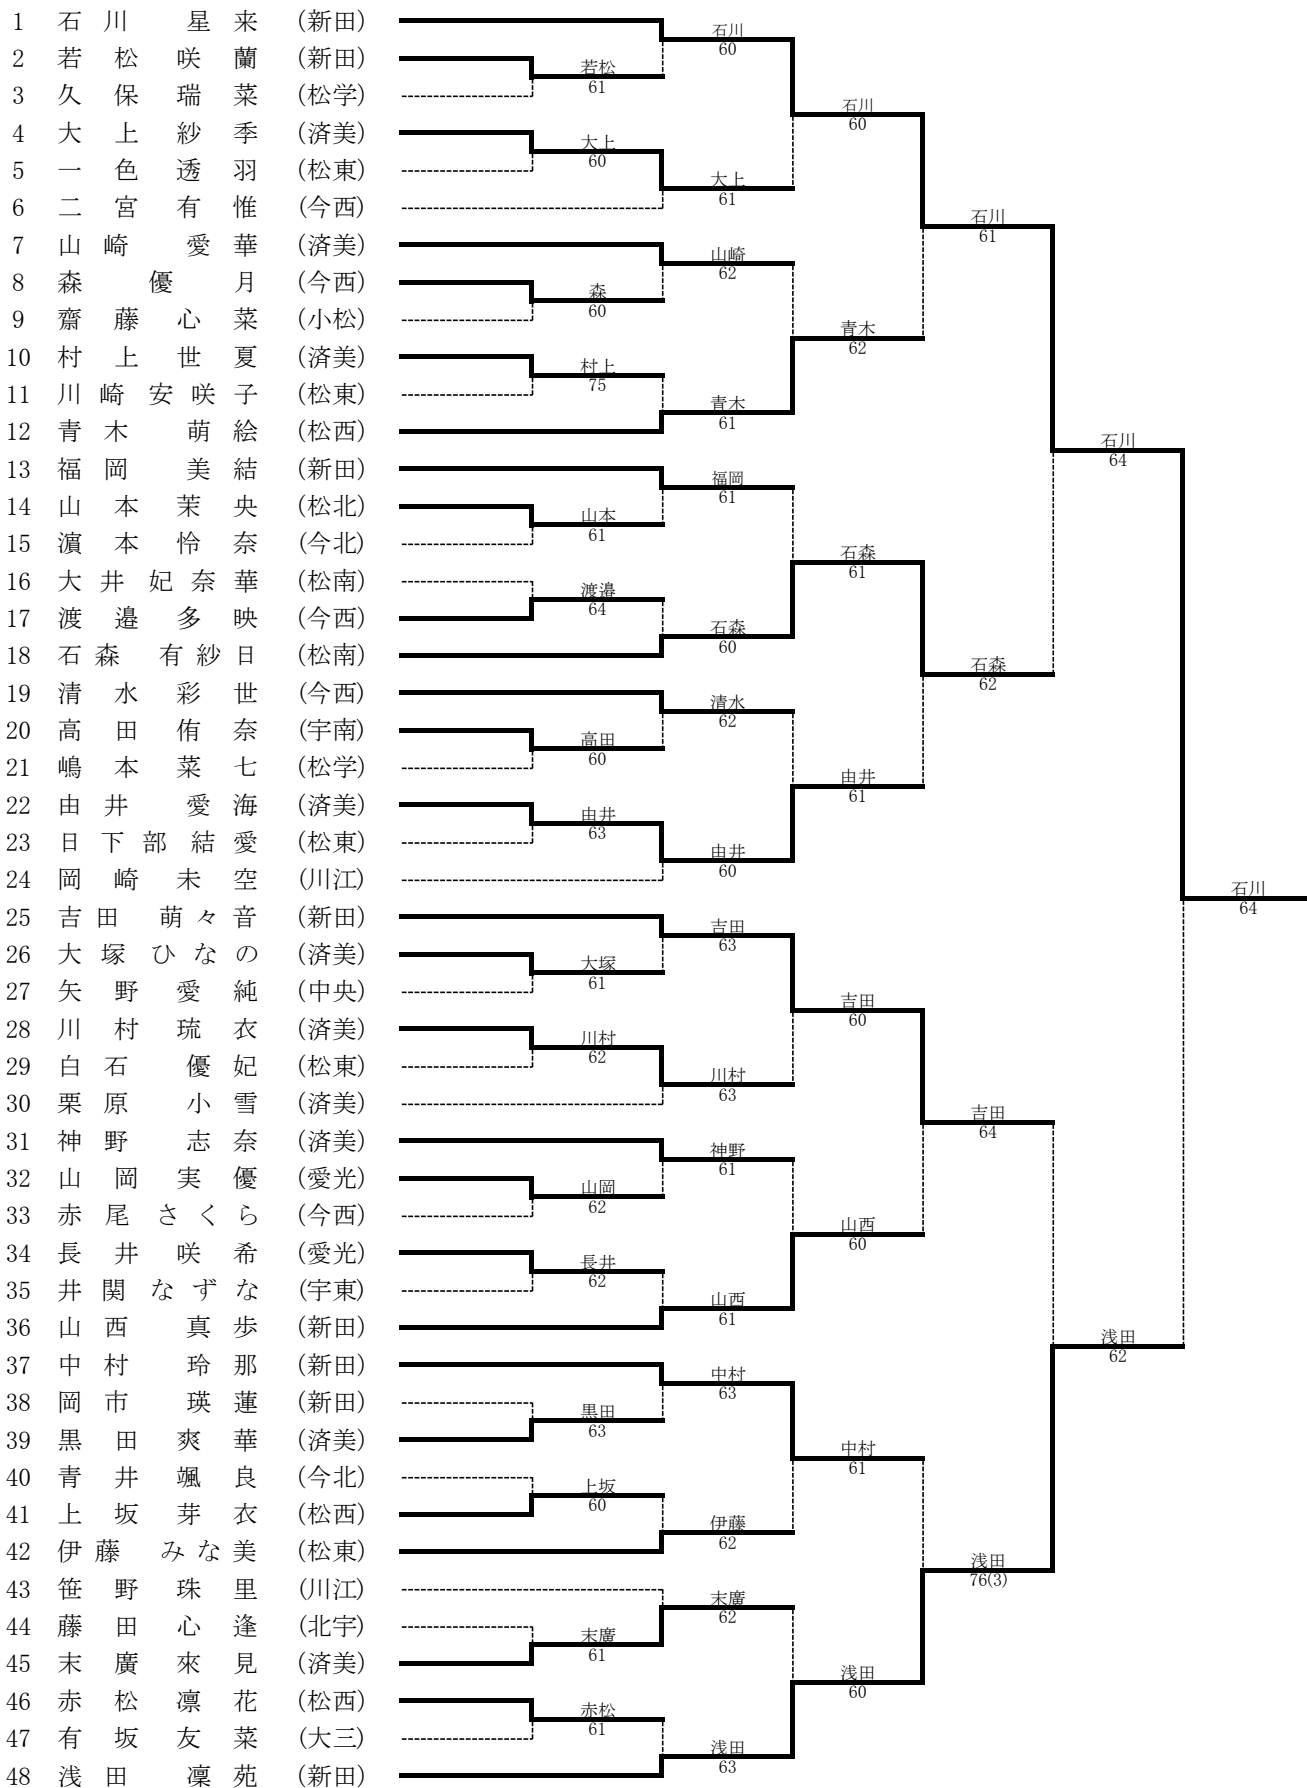 1 石川 星来 (新田)
2 若松咲蘭 (新田)
3 久保瑞菜 (松学)
4 大上紗季 (済美)
5 一色透羽 (松東)
6 二宮有惟 (今西)
7 山崎 愛華 (済美)
8 森 優月 (今西)
9 齋藤心菜 (小松)
10 村上世夏 (済美)
11 川崎安咲子 (松東)
12 青木 萌絵 (松西)
13 福岡 美結 (新田)
14 山本茉央 (松北)
15 濵本怜奈 (今北)
16 大井妃奈華 (松南)
17 渡邉多映 (今西)
18 石森 有紗日 (松南)
19 清水彩世 (今西)
20 高田侑奈 (宇南)
21 嶋本菜七 (松学)
22 由井 愛海 (済美)
23 日下部結愛 (松東)
24 岡崎未空 (川江)
25 吉田 萌々音 (新田)
26 大塚ひなの (済美)
27 矢野愛純 (中央)
28 川村琉衣 (済美)
29 白石 優妃 (松東)
30 栗原 小雪 (済美)
31 神野 志奈 (済美)
32 山岡実優 (愛光)
33 赤尾さくら (今西)
34 長井咲希 (愛光)
35 井関なずな (宇東)
36 山西 真歩 (新田)
37 中村 玲那 (新田)
38 岡市 瑛蓮 (新田)
39 黒田爽華 (済美)
40 青井颯良 (今北)
41 上坂芽衣 (松西)
42 伊藤 みな美 (松東)
43 笹野珠里 (川江)
44 藤田心逢 (北宇)
45 末廣來見 (済美)
46 赤松凛花 (松西)
47 有坂友菜 (大三)
48 浅田 凜苑 (新田)
若松
61
大上
60
森
60
村上
75
山本
61
渡邉
64
高田
60
由井
63
大塚
61
川村
62
山岡
62
長井
62
黒田
63
上坂
60
末廣
61
赤松
61
石川
60
大上
61
山崎
62
青木
61
福岡
61
石森
60
清水
62
由井
60
吉田
63
川村
63
神野
61
山西
61
中村
63
伊藤
62
末廣
62
浅田
63
石川
60
青木
62
石森
61
由井
61
吉田
60
山西
60
中村
61
浅田
60
石川
61
石森
62
吉田
64
浅田
76(3)
石川
64
浅田
62
石川
64